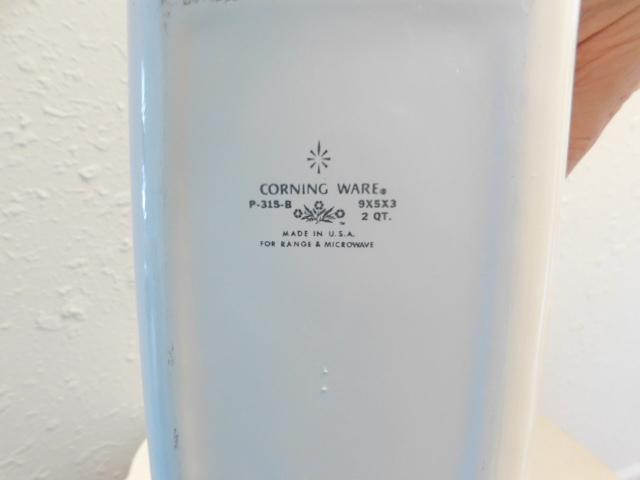 CORNING WARE®
P-315-B 9X5X3
2 QT.
MADE IN U.S.A.
FOR RANGE & MICROWAVE